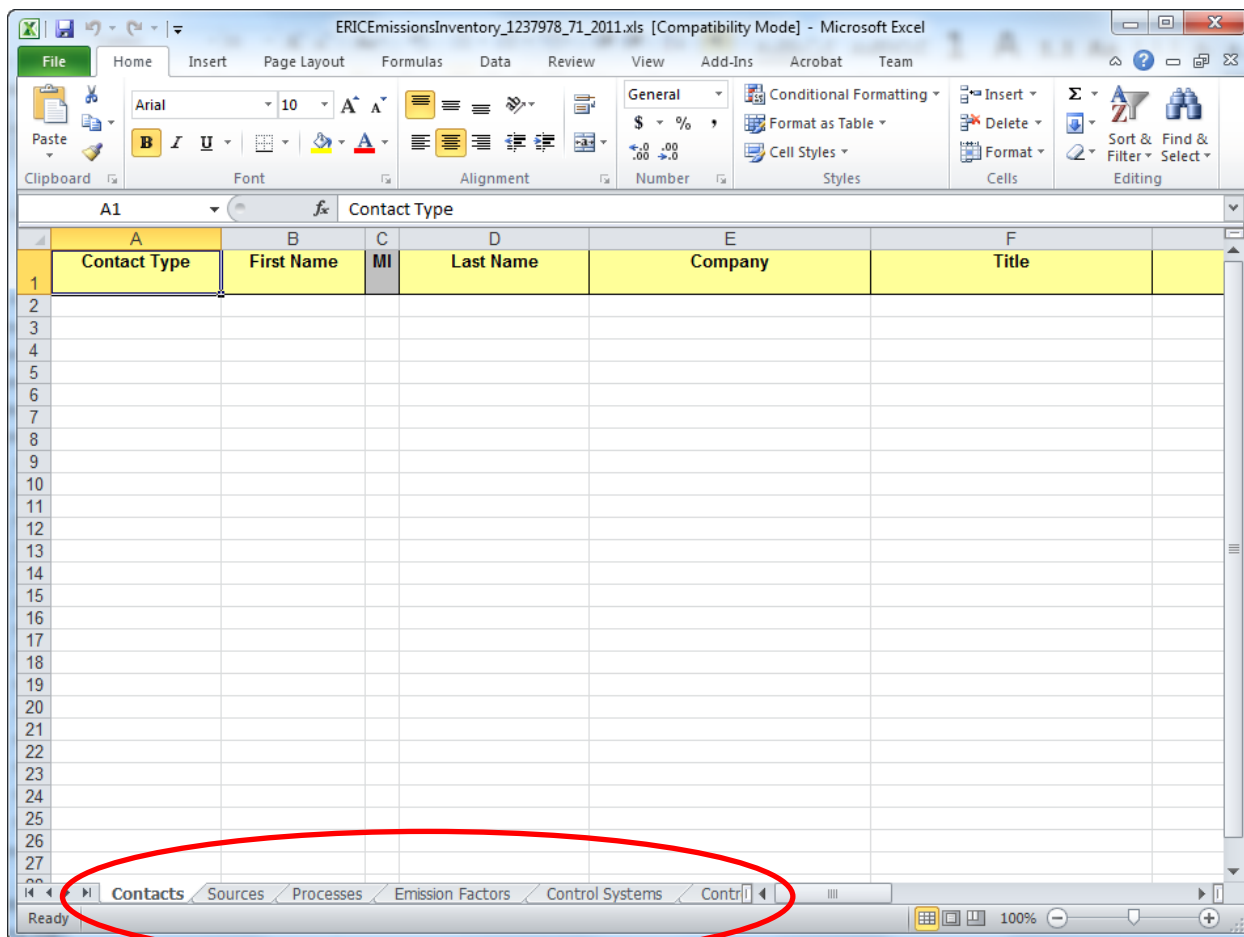 ERICEmissionsInventory_1237978_71_2011.xls [Compatibility Mode] - Microsoft Excel
File Home Insert Page Layout Formulas Data Review View Add-Ins Acrobat Team
Paste
Clipboard
Arial 10
B I U
Font
Alignment
General
$ % ,
Number
Conditional Formatting
Format as Table
Cell Styles
Styles
Insert
Delete
Format
Cells
Sort & Filter
Find & Select
Editing
A1 fx Contact Type
A B C D E F
1 Contact Type First Name MI Last Name Company Title
2
3
4
5
6
7
8
9
10
11
12
13
14
15
16
17
18
19
20
21
22
23
24
25
26
27
Contacts Sources Processes Emission Factors Control Systems Contr
Ready 100%